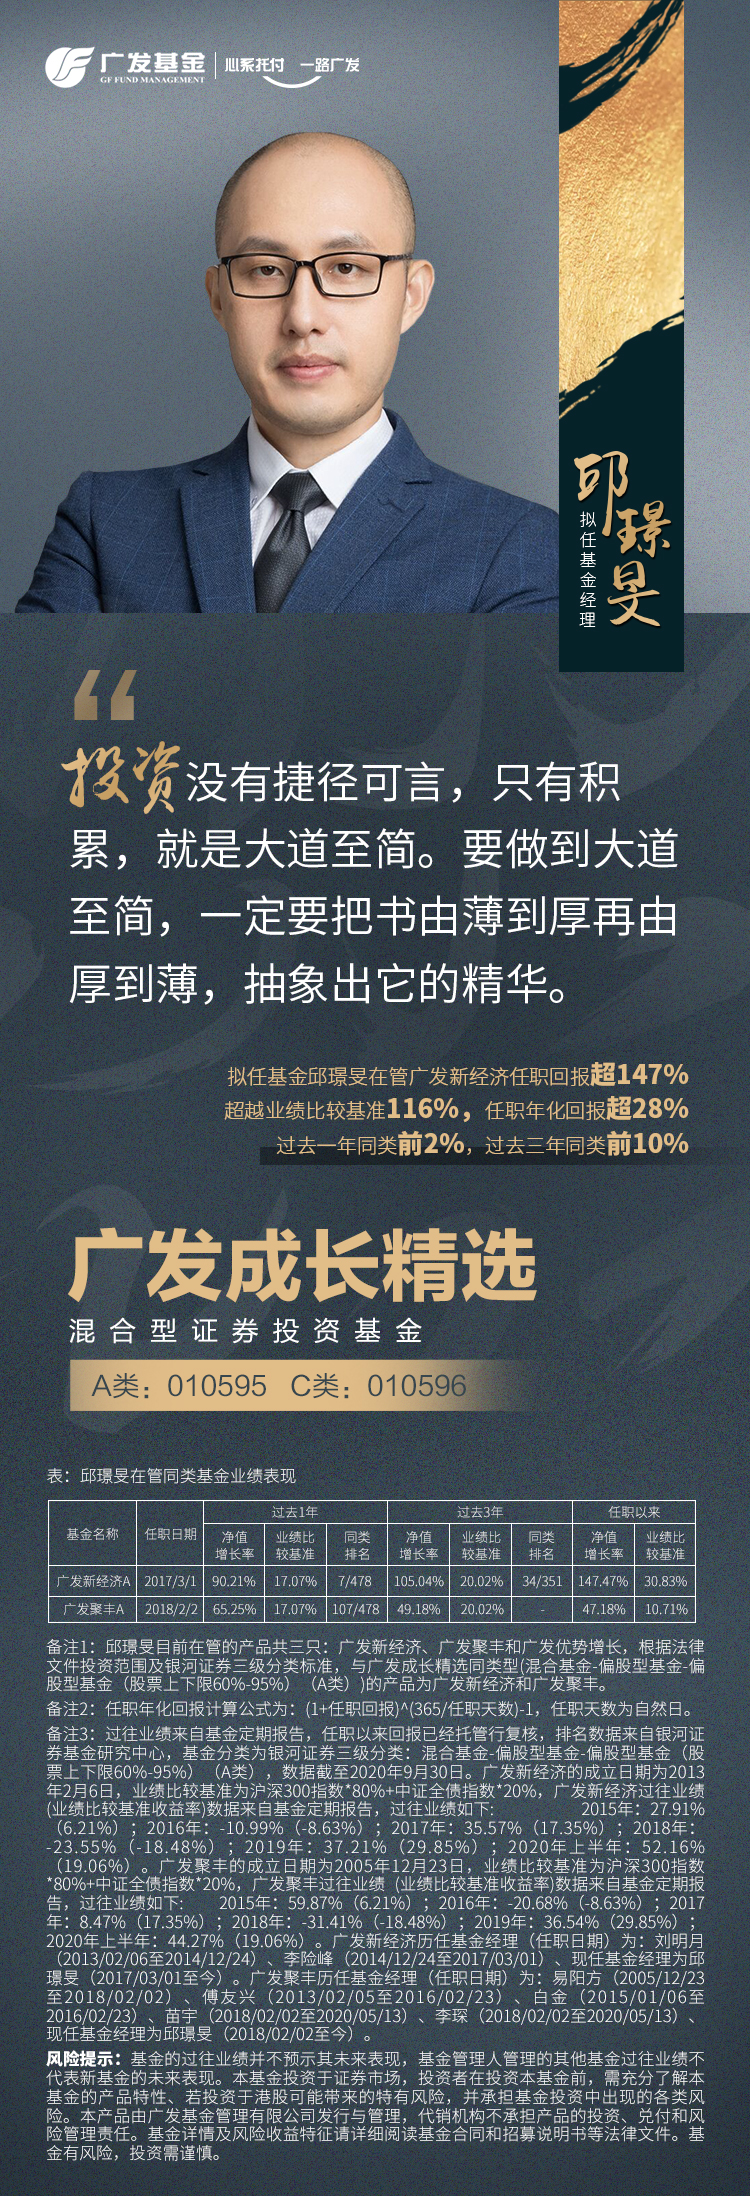 广发基金 心系托付 一路广发
GF FUND MANAGEMENT
邱璟旻
拟任基金经理
“
投资没有捷径可言，只有积
累，就是大道至简。要做到大道
至简，一定要把书由薄到厚再由
厚到薄，抽象出它的精华。
拟任基金邱璟旻在管广发新经济任职回报超147%
超越业绩比较基准116%，任职年化回报超28%
过去一年同类前2%，过去三年同类前10%
广发成长精选
混合型证券投资基金
A类：010595 C类：010596
表：邱璟旻在管同类基金业绩表现
基金名称 任职日期 过去1年 过去3年 任职以来
净值增长率 业绩比较基准 同类排名 净值增长率 业绩比较基准 同类排名 净值增长率 业绩比较基准
广发新经济A 2017/3/1 90.21% 17.07% 7/478 105.04% 20.02% 34/351 147.47% 30.83%
广发聚丰A 2018/2/2 65.25% 17.07% 107/478 49.18% 20.02% - 47.18% 10.71%
备注1：邱璟旻目前在管的产品共三只：广发新经济、广发聚丰和广发优势增长，根据法律
文件投资范围及银河证券三级分类标准，与广发成长精选同类型(混合基金-偏股型基金-偏
股型基金（股票上下限60%-95%）（A类）)的产品为广发新经济和广发聚丰。
备注2：任职年化回报计算公式为：(1+任职回报)^(365/任职天数)-1，任职天数为自然日。
备注3：过往业绩来自基金定期报告，任职以来回报已经托管行复核，排名数据来自银河证
券基金研究中心，基金分类为银河证券三级分类：混合基金-偏股型基金-偏股型基金（股
票上下限60%-95%）（A类），数据截至2020年9月30日。广发新经济的成立日期为2013
年2月6日，业绩比较基准为沪深300指数*80%+中证全债指数*20%，广发新经济过往业绩
(业绩比较基准收益率)数据来自基金定期报告，过往业绩如下: 2015年：27.91%
（6.21%）；2016年：-10.99%（-8.63%）；2017年：35.57%（17.35%）；2018年：
-23.55%（-18.48%）；2019年：37.21%（29.85%）；2020年上半年：52.16%
（19.06%）。广发聚丰的成立日期为2005年12月23日，业绩比较基准为沪深300指数
*80%+中证全债指数*20%，广发聚丰过往业绩 (业绩比较基准收益率)数据来自基金定期报
告，过往业绩如下: 2015年：59.87%（6.21%）；2016年：-20.68%（-8.63%）；2017
年：8.47%（17.35%）；2018年：-31.41%（-18.48%）；2019年：36.54%（29.85%）；
2020年上半年：44.27%（19.06%）。广发新经济历任基金经理（任职日期）为：刘明月
（2013/02/06至2014/12/24）、李险峰（2014/12/24至2017/03/01）、现任基金经理为邱
璟旻（2017/03/01至今）。广发聚丰历任基金经理（任职日期）为：易阳方（2005/12/23
至2018/02/02）、傅友兴（2013/02/05至2016/02/23）、白金（2015/01/06至
2016/02/23）、苗宇（2018/02/02至2020/05/13）、李琛（2018/02/02至2020/05/13）、
现任基金经理为邱璟旻（2018/02/02至今）。
风险提示：基金的过往业绩并不预示其未来表现，基金管理人管理的其他基金过往业绩不
代表新基金的未来表现。本基金投资于证券市场，投资者在投资本基金前，需充分了解本
基金的产品特性、若投资于港股可能带来的特有风险，并承担基金投资中出现的各类风
险。本产品由广发基金管理有限公司发行与管理，代销机构不承担产品的投资、兑付和风
险管理责任。基金详情及风险收益特征请详细阅读基金合同和招募说明书等法律文件。基
金有风险，投资需谨慎。